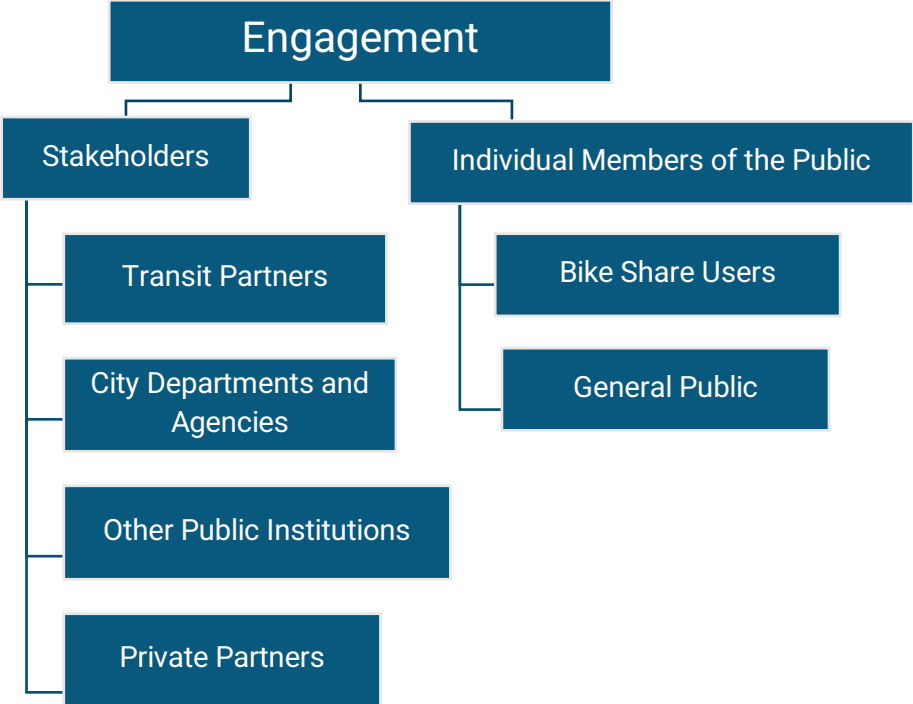 Engagement
Stakeholders
Individual Members of the Public
Transit Partners
Bike Share Users
City Departments and
Agencies
General Public
Other Public Institutions
Private Partners